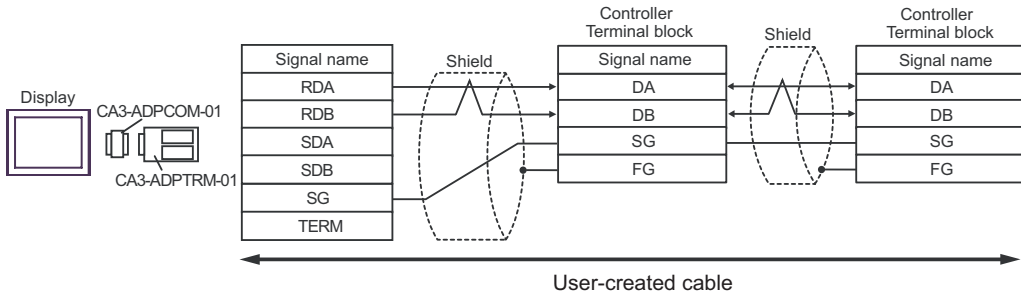 Display
CA3-ADPCOM-01
CA3-ADPTRM-01
Signal name
RDA
RDB
SDA
SDB
SG
TERM
Shield
Controller
Terminal block
Signal name
DA
DB
SG
FG
Shield
Controller
Terminal block
Signal name
DA
DB
SG
FG
User-created cable